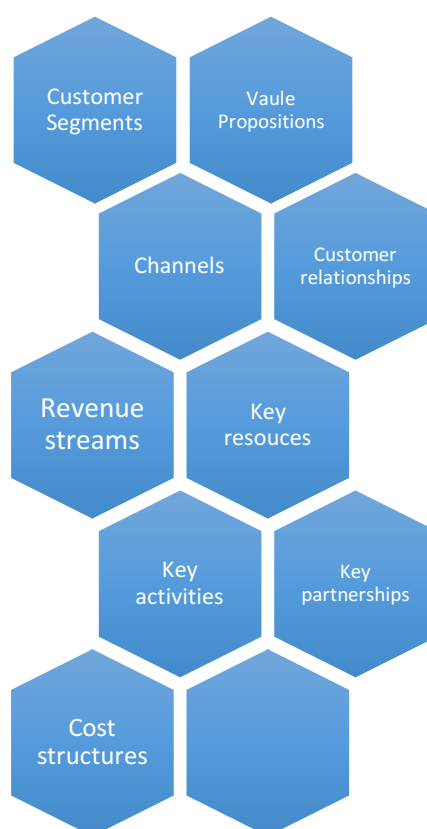 Customer
Segments
Vaule
Propositions
Channels
Customer
relationships
Revenue
streams
Key
resouces
Key
activities
Key
partnerships
Cost
structures